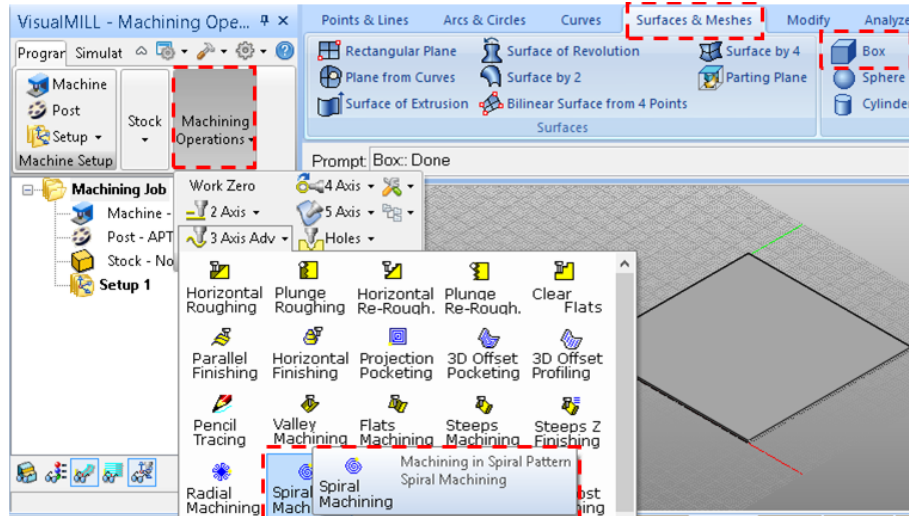 VisualMILL - Machining Ope...
Points & Lines Arcs & Circles Curves Surfaces & Meshes Modify Analyze
Prograr Simulat
Rectangular Plane Surface of Revolution Surface by 4 Box
Machine
Plane from Curves Surface by 2 Parting Plane Sphere
Post
Stock Machining Operations
Surface of Extrusion Bilinear Surface from 4 Points Cylinder
Setup
Surfaces
Machine Setup
Prompt: Box:: Done
Machining Job
Work Zero 4 Axis
Machine -
2 Axis 5 Axis
Post - APT
3 Axis Adv Holes
Stock - No
Setup 1
Horizontal Roughing Plunge Roughing Horizontal Re-Rough. Plunge Re-Rough. Clear Flats
Parallel Finishing Horizontal Finishing Projection Pocketing 3D Offset Pocketing 3D Offset Profiling
Pencil Tracing Valley Machining Flats Machining Steeps Machining Steeps Z Finishing
Machining in Spiral Pattern
Spiral Machining
Radial Machining Spiral Mach Spiral Machining